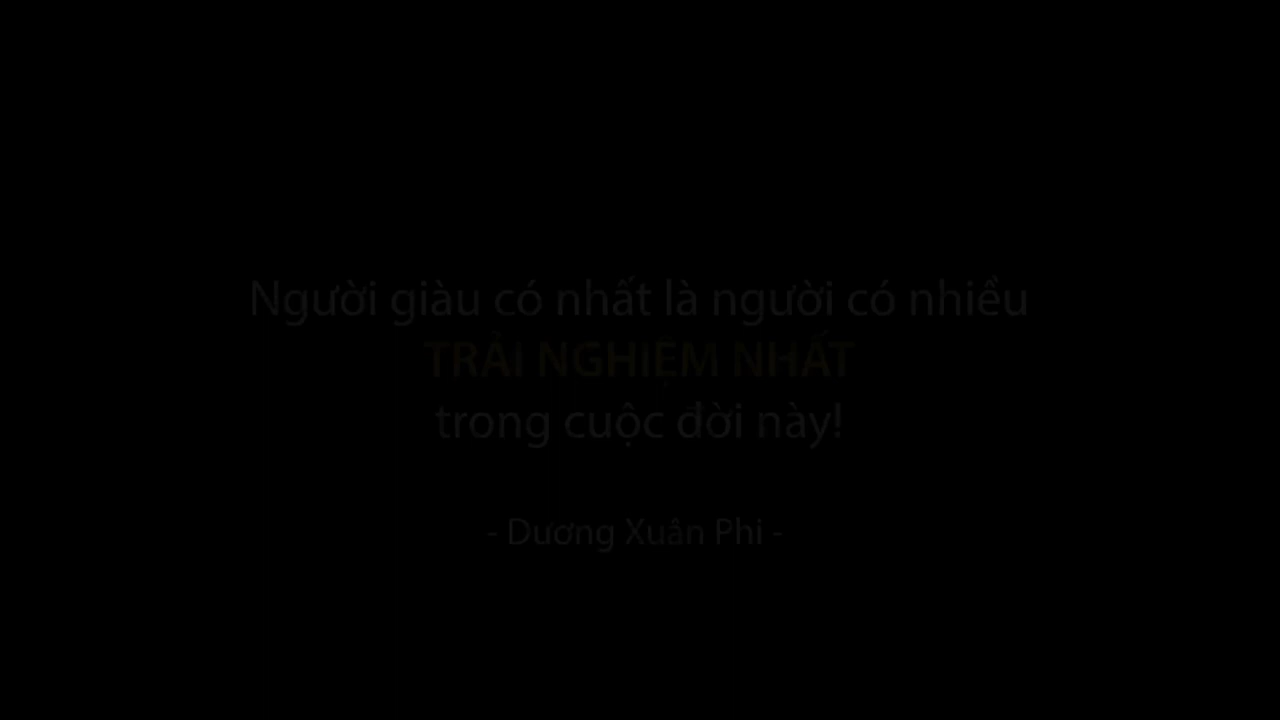 Người giàu có nhất là người có nhiều
TRẢI NGHIỆM NHẤT
trong cuộc đời này!
- Dương Xuân Phi -